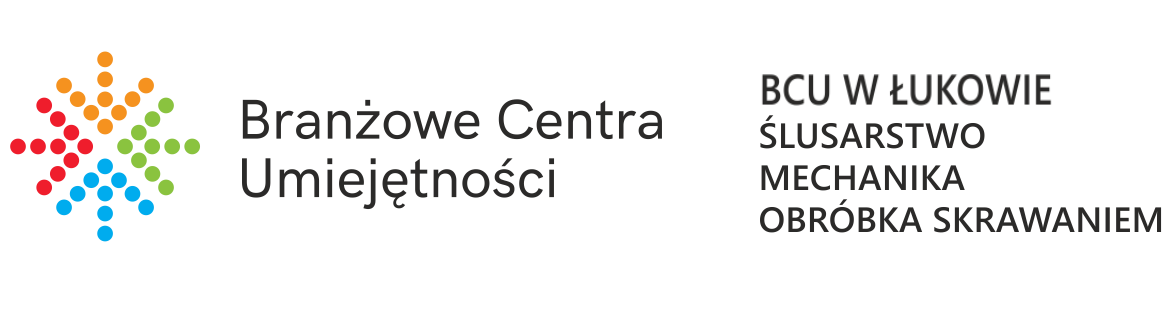 Branżowe Centra
Umiejętności
BCU W ŁUKOWIE
ŚLUSARSTWO
MECHANIKA
OBRÓBKA SKRAWANIEM